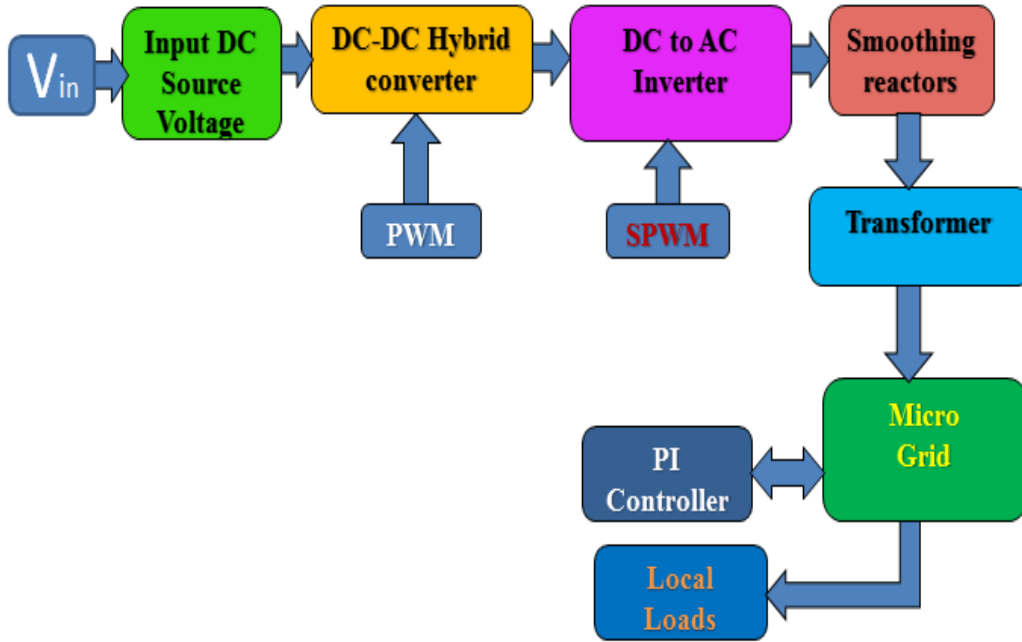 Vin
Input DC
Source
Voltage
DC-DC Hybrid
converter
DC to AC
Inverter
Smoothing
reactors
PWM
SPWM
Transformer
Micro
Grid
PI
Controller
Local
Loads